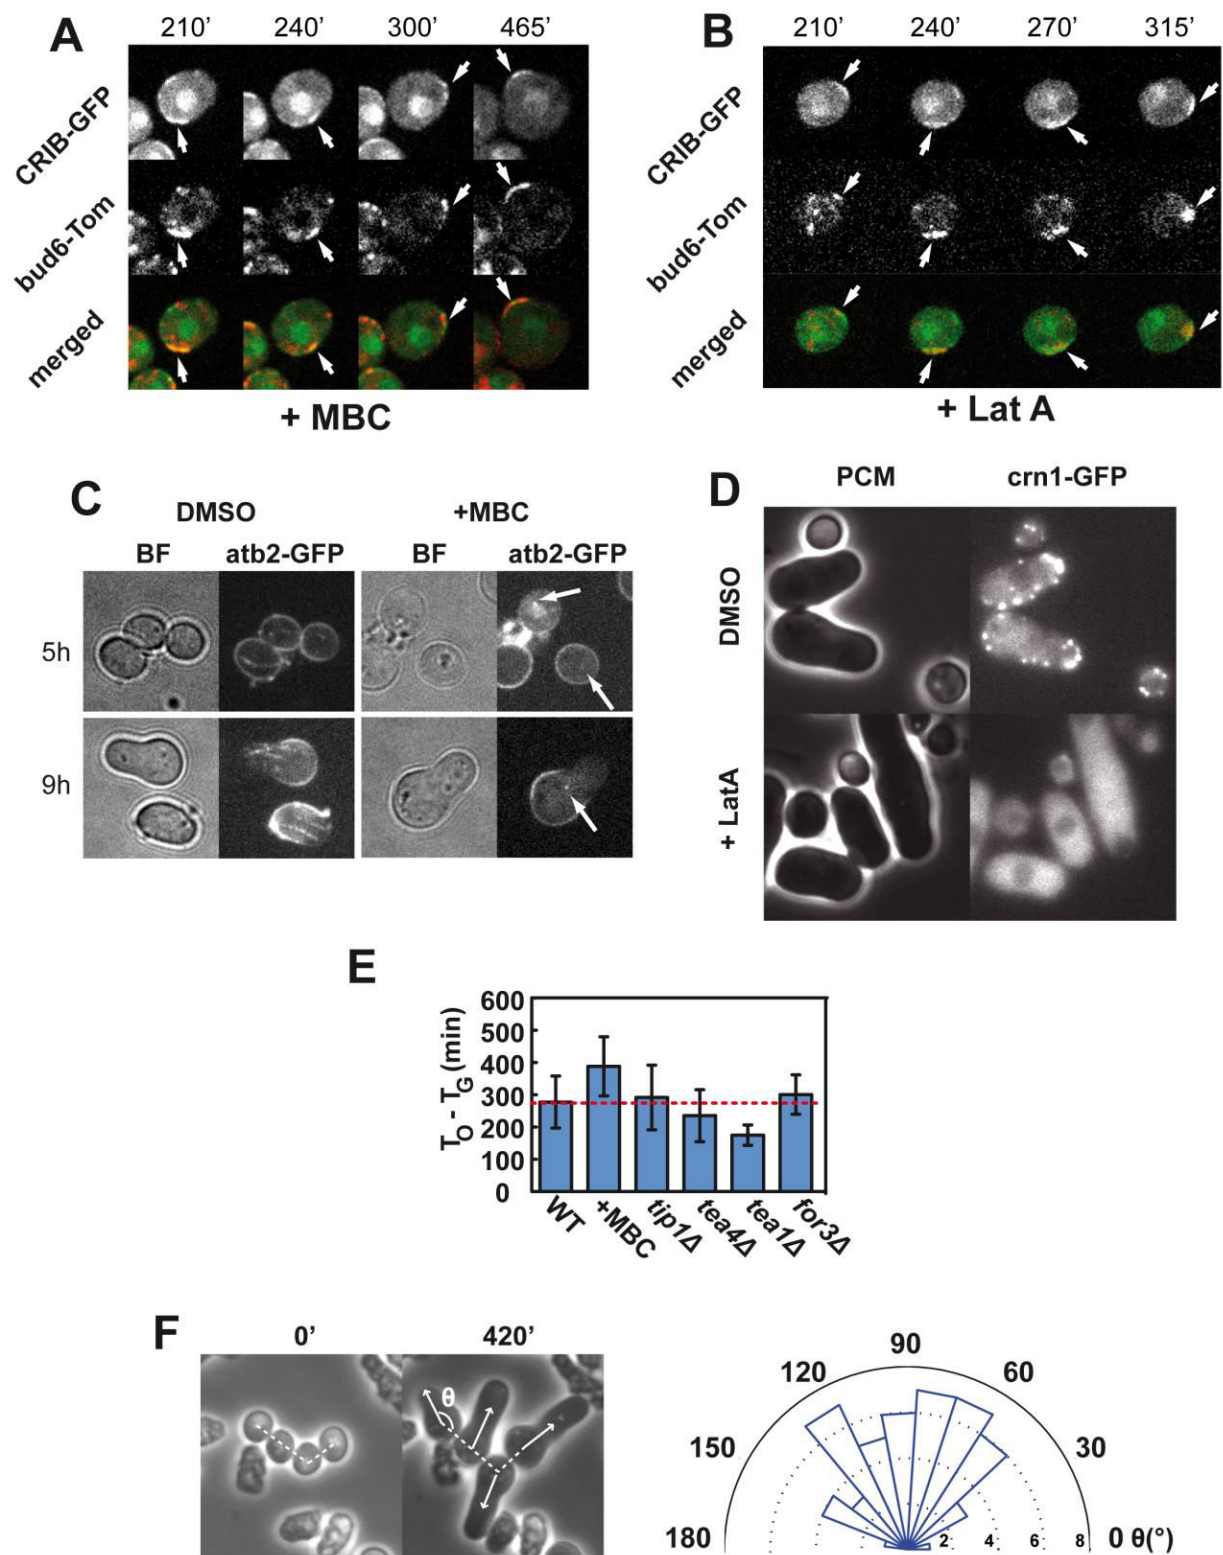 A
210' 240' 300' 465'
CRIB-GFP
bud6-Tom
merged
+ MBC
B
210' 240' 270' 315'
CRIB-GFP
bud6-Tom
merged
+ Lat A
C
DMSO +MBC
BF atb2-GFP BF atb2-GFP
5h
9h
D
PCM crn1-GFP
DMSO
+ LatA
E
T_O - T_G (min)
600
500
400
300
200
100
0
WT +MBC tip1Δ tea4Δ tea1Δ for3Δ
F
0' 420'
θ
90
120 60
150 30
180 2 4 6 8 0 θ(°)